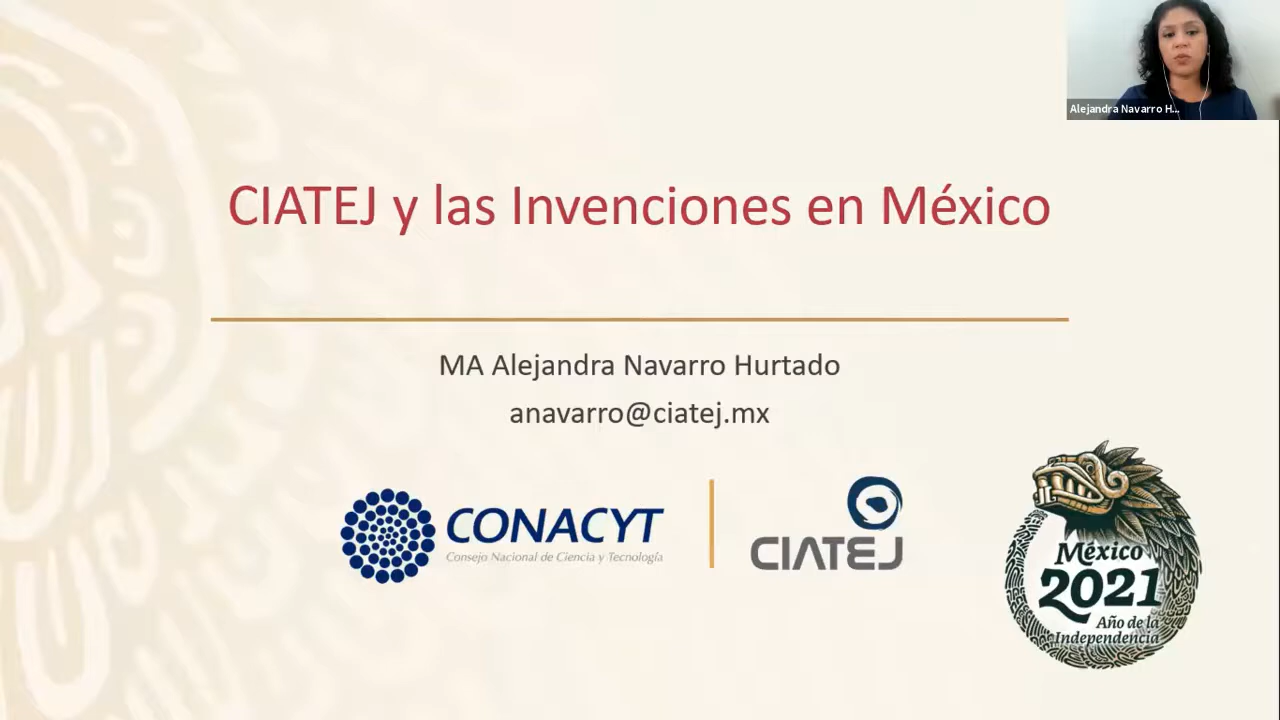 Alejandra Navarro H...
CIATEJ y las Invenciones en México
MA Alejandra Navarro Hurtado
anavarro@ciatej.mx
CONACYT
Consejo Nacional de Ciencia y Tecnología
CIATEJ
México
2021
Año de la
Independencia